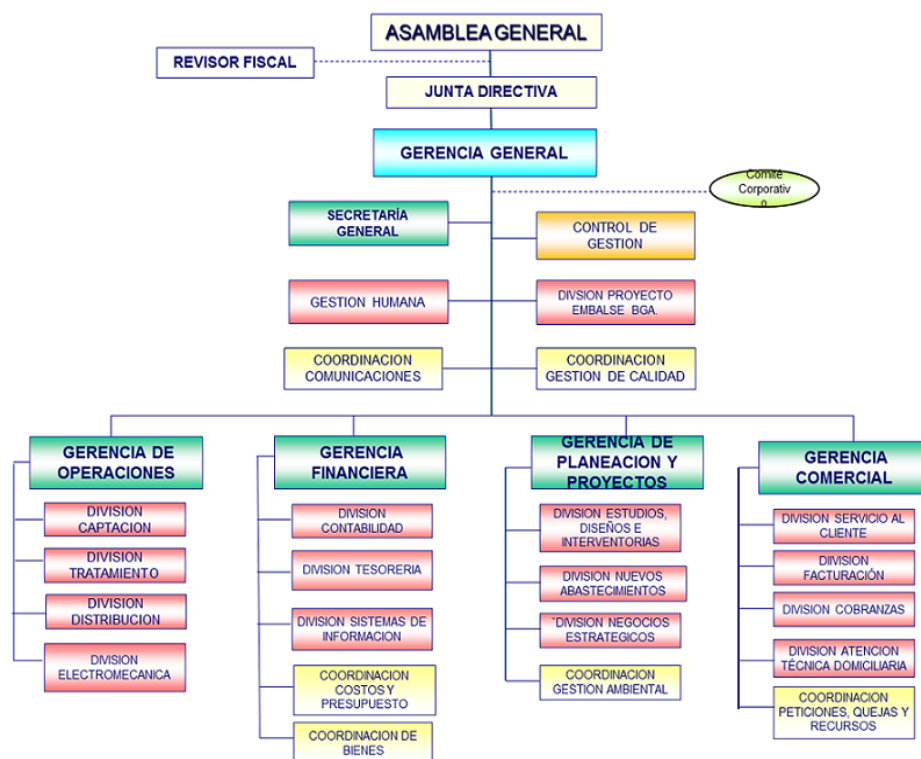 ASAMBLEA GENERAL
REVISOR FISCAL
JUNTA DIRECTIVA
GERENCIA GENERAL
Comité
Corporativ
o
SECRETARÍA
GENERAL
CONTROL DE
GESTION
GESTION HUMANA
DIVSION PROYECTO
EMBALSE BGA.
COORDINACION
COMUNICACIONES
COORDINACION
GESTION DE CALIDAD
GERENCIA DE
OPERACIONES
DIVISION
CAPTACION
DIVISION
TRATAMIENTO
DIVISION
DISTRIBUCION
DIVISION
ELECTROMECANICA
GERENCIA
FINANCIERA
DIVISION
CONTABILIDAD
DIVISION TESORERIA
DIVISION SISTEMAS DE
INFORMACION
COORDINACION
COSTOS Y
PRESUPUESTO
COORDINACION DE
BIENES
GERENCIA DE
PLANEACION Y
PROYECTOS
DIVISION ESTUDIOS,
DISEÑOS E
INTERVENTORIAS
DIVISION NUEVOS
ABASTECIMIENTOS
*DIVISION NEGOCIOS
ESTRATEGICOS
COORDINACION
GESTION AMBIENTAL
GERENCIA
COMERCIAL
DIVISION SERVICIO AL
CLIENTE
DIVISION
FACTURACIÓN
DIVISION COBRANZAS
DIVISION ATENCION
TÉCNICA DOMICILIARIA
COORDINACION
PETICIONES, QUEJAS Y
RECURSOS